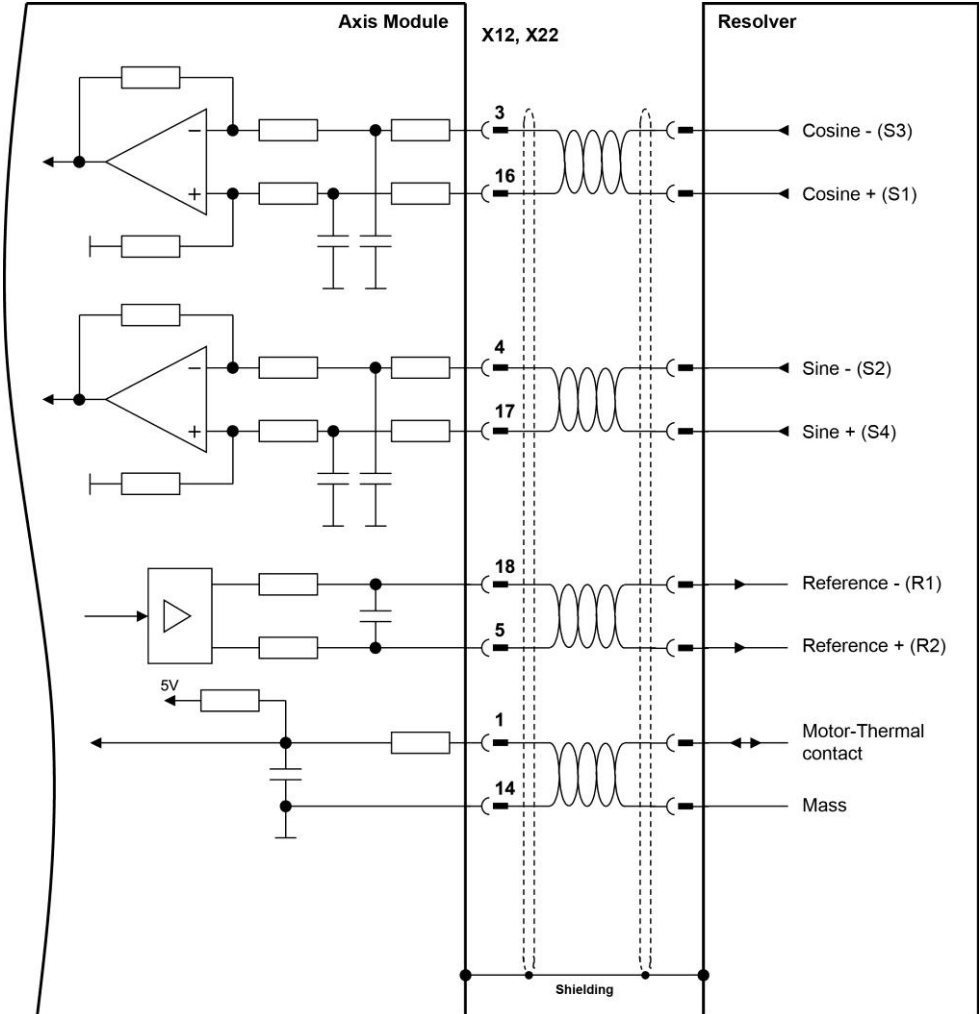 Axis Module
X12, X22
Resolver
3
Cosine - (S3)
16
Cosine + (S1)
4
Sine - (S2)
17
Sine + (S4)
18
Reference - (R1)
5
Reference + (R2)
5V
1
Motor-Thermal
contact
14
Mass
Shielding
−
+
−
+